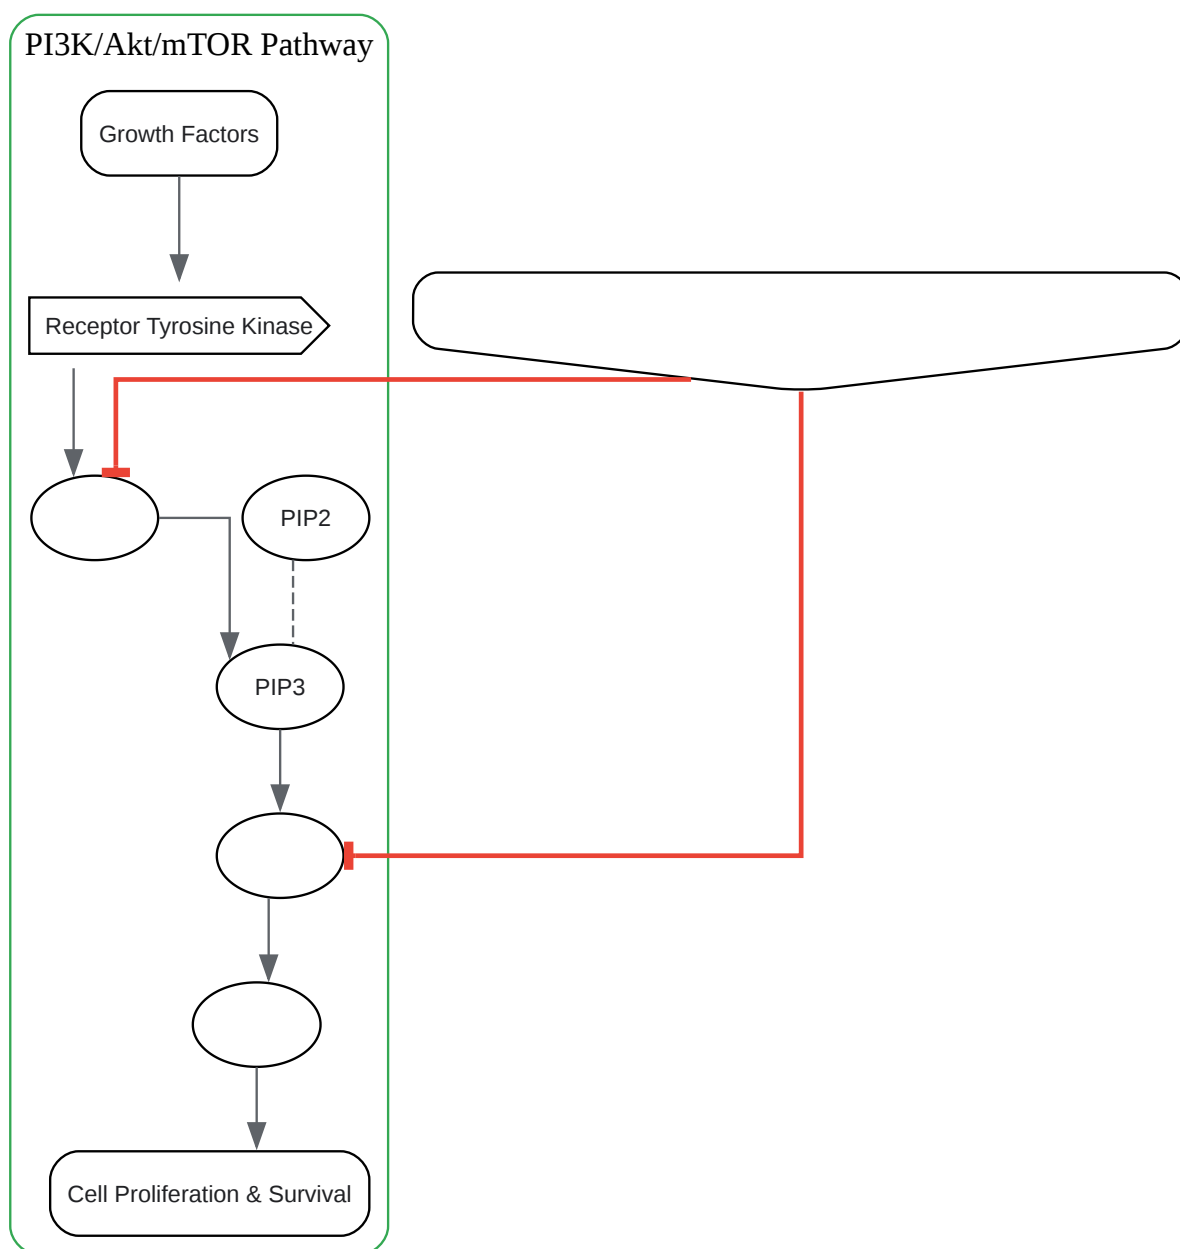 PI3K/Akt/mTOR Pathway
Growth Factors
Receptor Tyrosine Kinase
PIP2
PIP3
Cell Proliferation & Survival